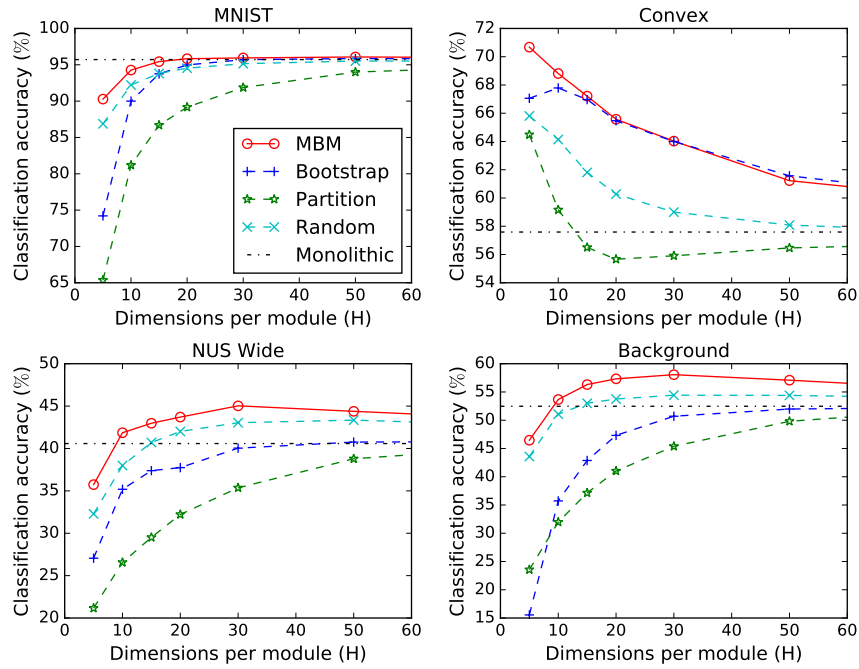 MNIST
Classification accuracy (%)
100
95
90
85
80
75
70
65
0 10 20 30 40 50 60
Dimensions per module (H)
MBM
Bootstrap
Partition
Random
Monolithic
Convex
Classification accuracy (%)
72
70
68
66
64
62
60
58
56
54
0 10 20 30 40 50 60
Dimensions per module (H)
NUS Wide
Classification accuracy (%)
50
45
40
35
30
25
20
0 10 20 30 40 50 60
Dimensions per module (H)
Background
Classification accuracy (%)
60
55
50
45
40
35
30
25
20
15
0 10 20 30 40 50 60
Dimensions per module (H)